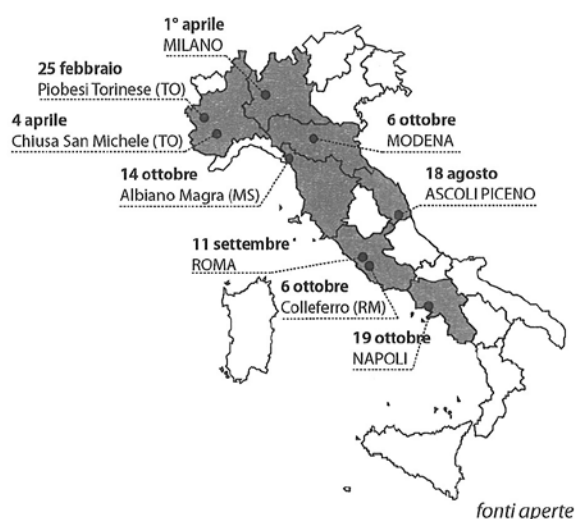 1° aprile
MILANO
25 febbraio
Piobesi Torinese (TO)
4 aprile
Chiusa San Michele (TO)
6 ottobre
MODENA
14 ottobre
Albiano Magra (MS)
18 agosto
ASCOLI PICENO
11 settembre
ROMA
6 ottobre
Colleferro (RM)
19 ottobre
NAPOLI
fonti aperte